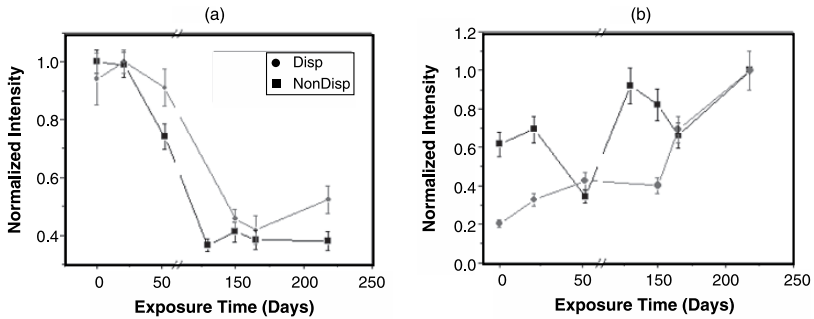 (a)
(b)
1.0
0.8
0.6
0.4
Normalized Intensity
Disp
NonDisp
0
50
150
200
250
Exposure Time (Days)
1.2
1.0
0.8
0.6
0.4
0.2
0.0
Normalized Intensity
0
50
150
200
250
Exposure Time (Days)